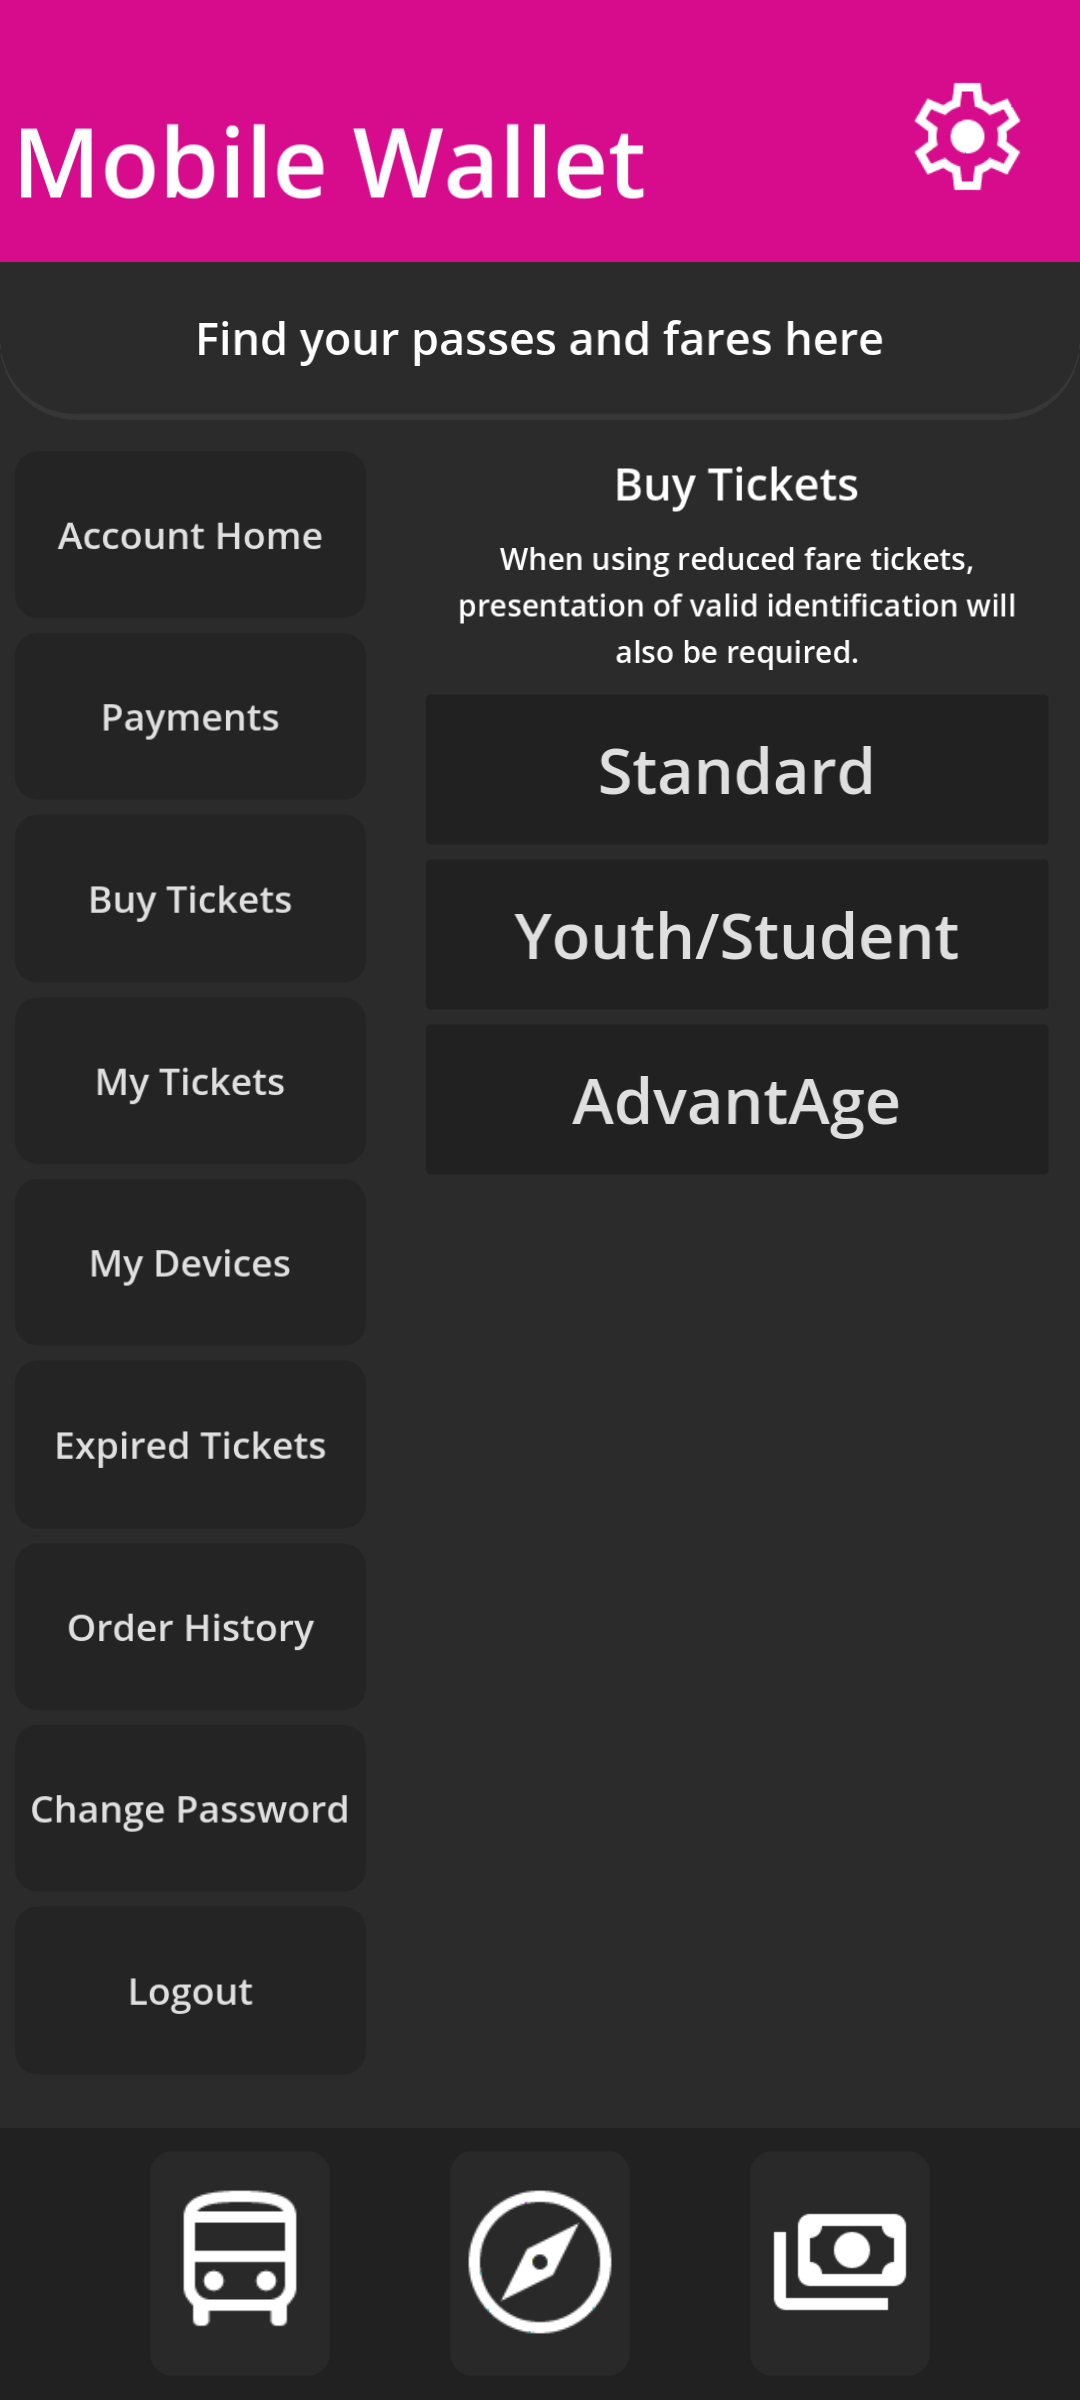 Mobile Wallet
Find your passes and fares here
Account Home
Payments
Buy Tickets
My Tickets
My Devices
Expired Tickets
Order History
Change Password
Logout
Buy Tickets
When using reduced fare tickets,
presentation of valid identification will
also be required.
Standard
Youth/Student
AdvantAge